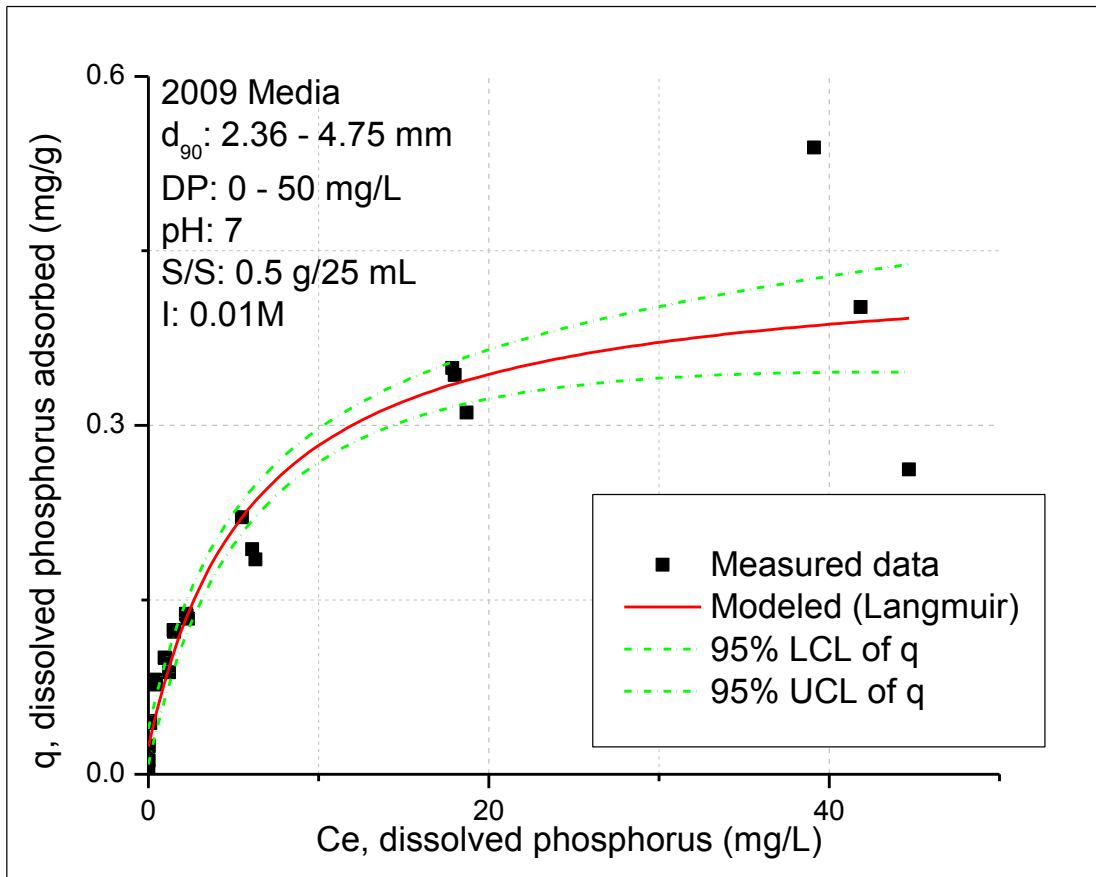 2009 Media
d90: 2.36 - 4.75 mm
DP: 0 - 50 mg/L
pH: 7
S/S: 0.5 g/25 mL
I: 0.01M
0.6
0.3
0.0
q, dissolved phosphorus adsorbed (mg/g)
Measured data
Modeled (Langmuir)
95% LCL of q
95% UCL of q
0
20
40
Ce, dissolved phosphorus (mg/L)